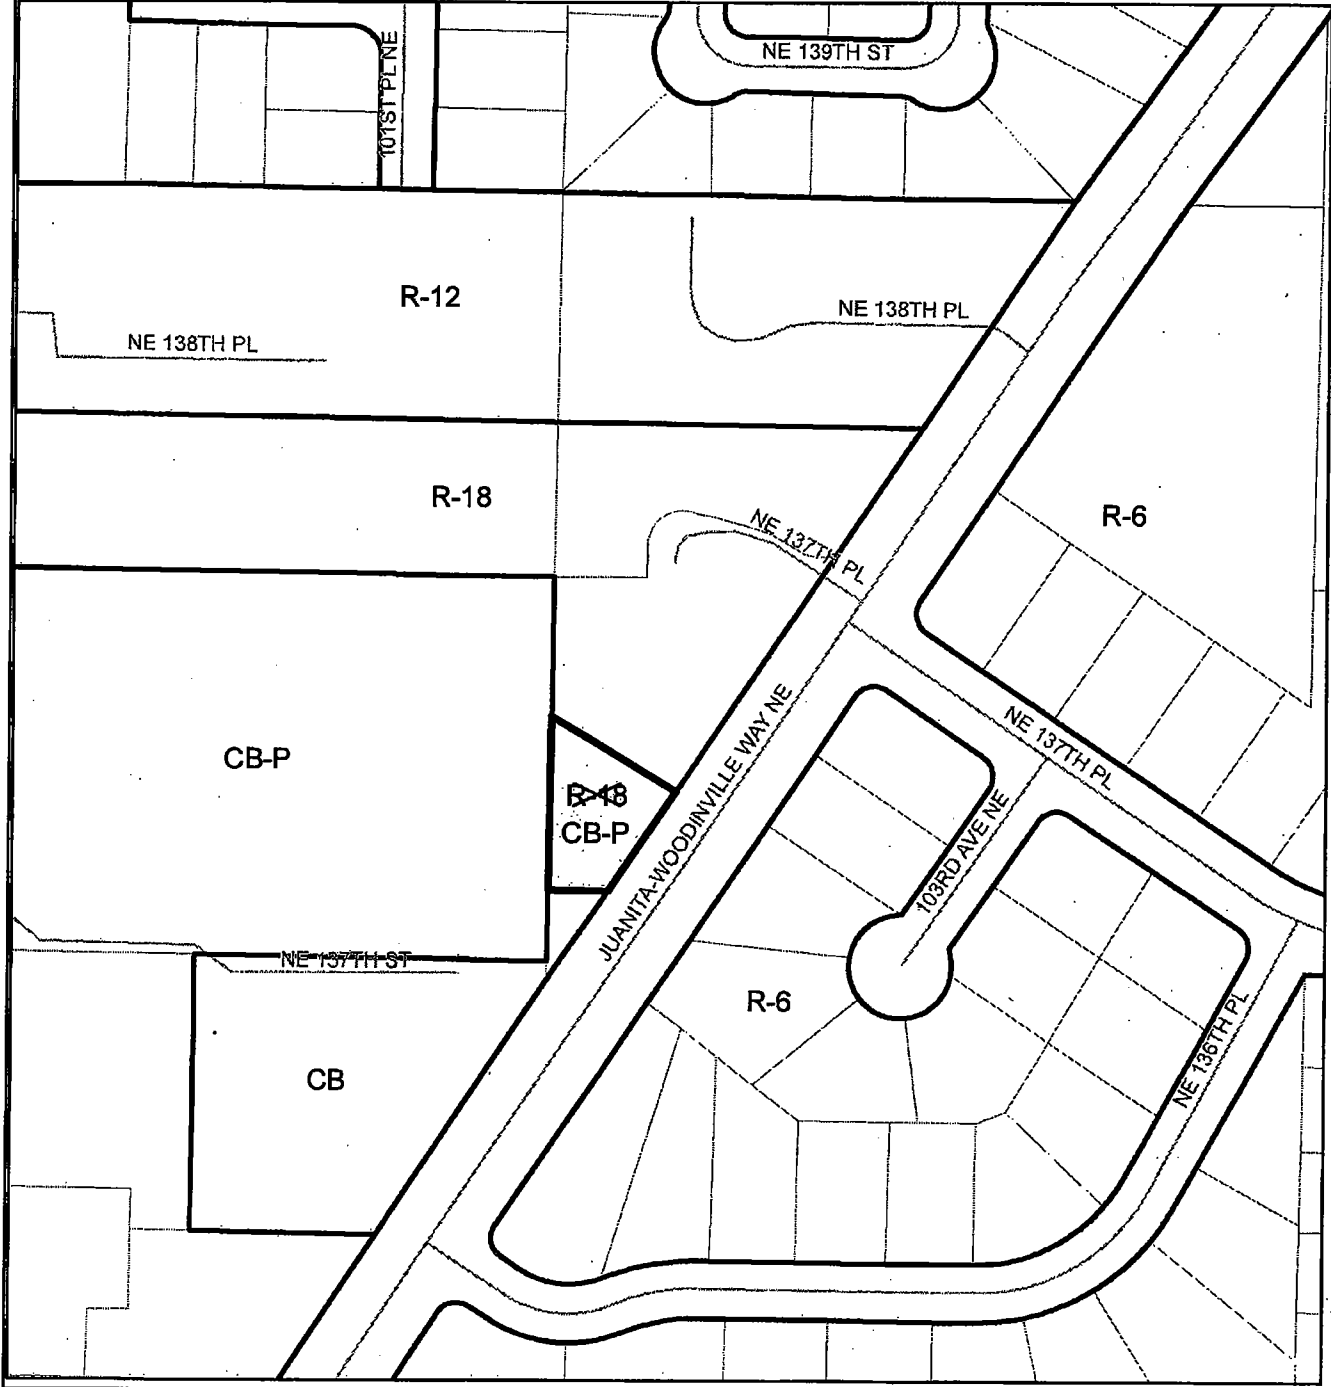 NE 139TH ST
101ST PL NE
R-12
NE 138TH PL
NE 138TH PL
R-18
NE 137TH PL
R-6
CB-P
R-18
CB-P
JUANITA-WOODINVILLE WAY NE
NE 137TH PL
103RD AVE NE
NE 137TH ST
R-6
NE 136TH PL
CB